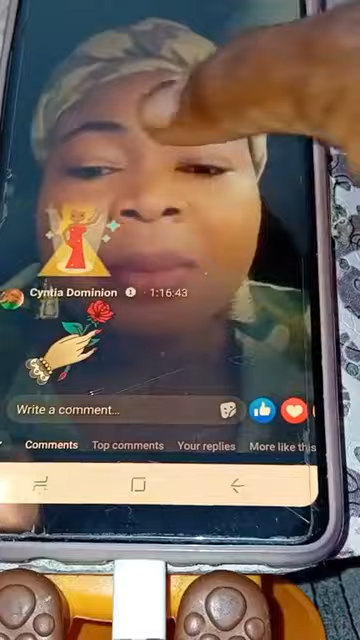 Cyntia Dominion · 1:16:43
Write a comment...
Comments Top comments Your replies More like this